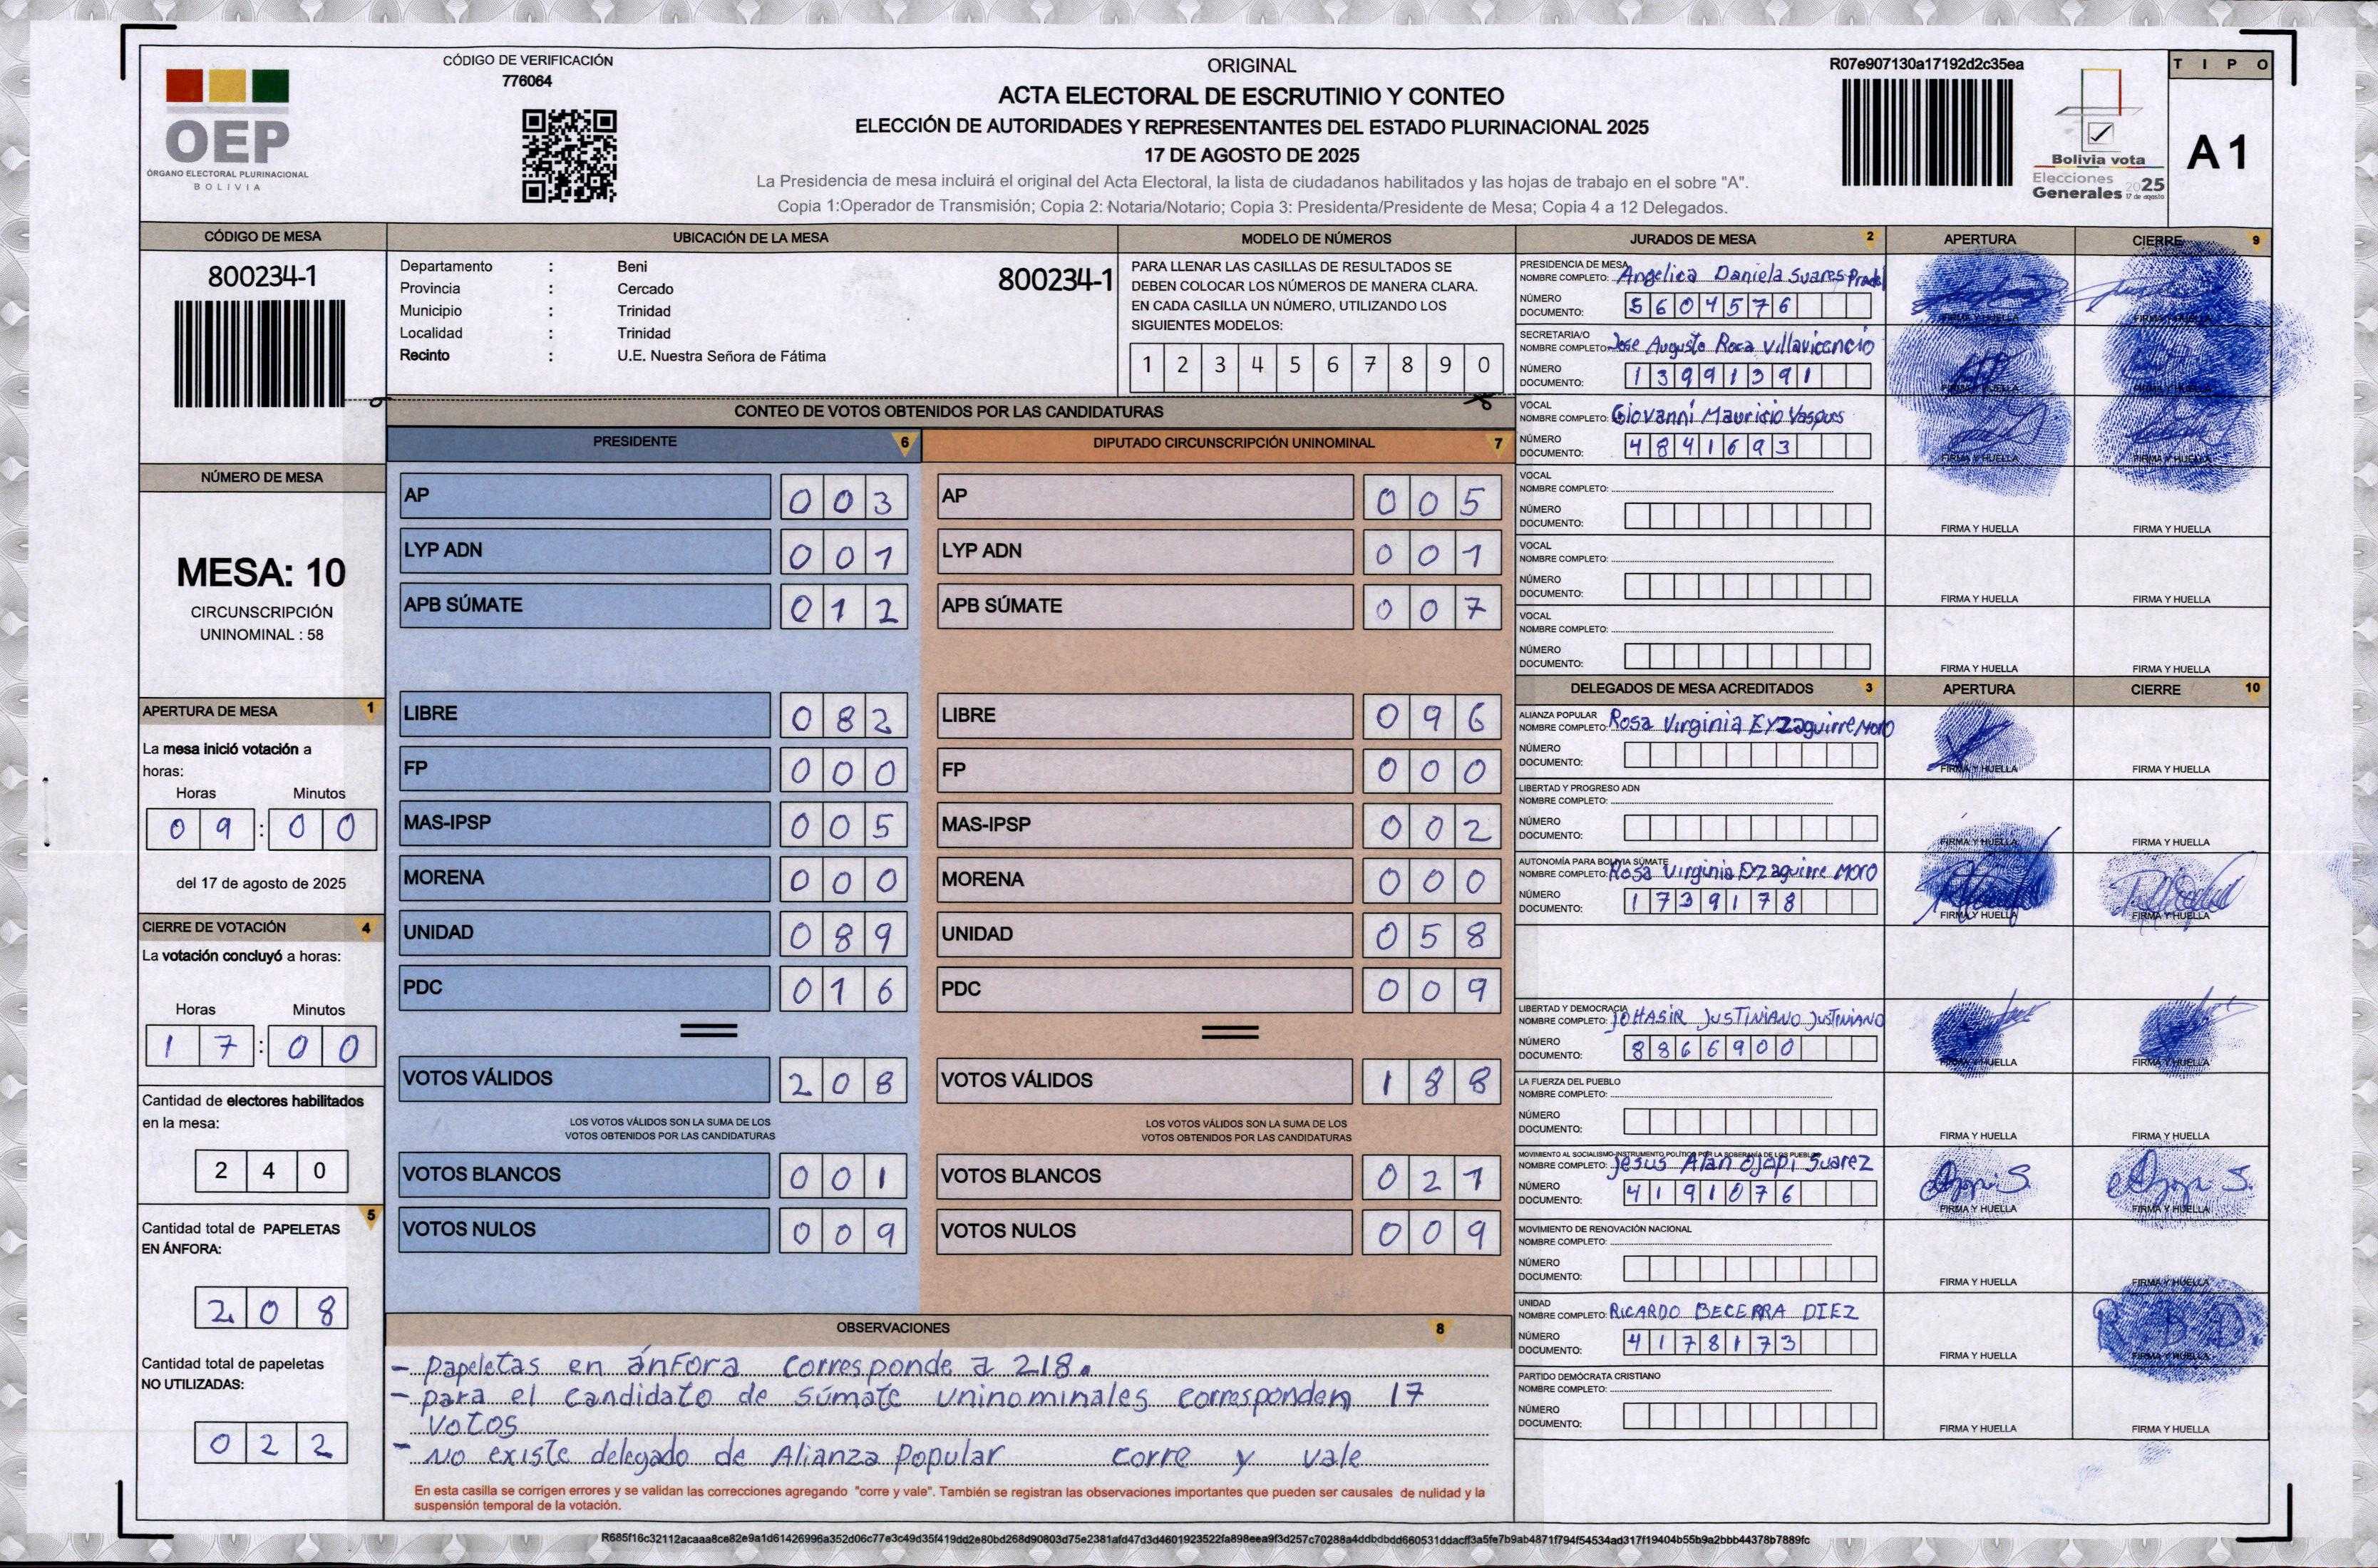 CÓDIGO DE VERIFICACIÓN
776064
OEP
ÓRGANO ELECTORAL PLURINACIONAL
BOLIVIA
ORIGINAL
ACTA ELECTORAL DE ESCRUTINIO Y CONTEO
ELECCIÓN DE AUTORIDADES Y REPRESENTANTES DEL ESTADO PLURINACIONAL 2025
17 DE AGOSTO DE 2025
La Presidencia de mesa incluirá el original del Acta Electoral, la lista de ciudadanos habilitados y las hojas de trabajo en el sobre "A".
Copia 1:Operador de Transmisión; Copia 2: Notaria/Notario; Copia 3: Presidenta/Presidente de Mesa; Copia 4 a 12 Delegados.
R07e907130a17192d2c35ea
Bolivia vota
Elecciones
Generales 2025
17 de agosto
TIPO
A1
CÓDIGO DE MESA
800234-1
UBICACIÓN DE LA MESA
Departamento : Beni
Provincia : Cercado
Municipio : Trinidad
Localidad : Trinidad
Recinto : U.E. Nuestra Señora de Fátima
800234-1
MODELO DE NÚMEROS
PARA LLENAR LAS CASILLAS DE RESULTADOS SE
DEBEN COLOCAR LOS NÚMEROS DE MANERA CLARA.
EN CADA CASILLA UN NÚMERO, UTILIZANDO LOS
SIGUIENTES MODELOS:
1 2 3 4 5 6 7 8 9 0
NÚMERO DE MESA
MESA: 10
CIRCUNSCRIPCIÓN
UNINOMINAL : 58
APERTURA DE MESA 1
La mesa inició votación a
horas:
Horas Minutos
09 : 00
del 17 de agosto de 2025
CIERRE DE VOTACIÓN 4
La votación concluyó a horas:
Horas Minutos
17 : 00
Cantidad de electores habilitados
en la mesa:
240
5
Cantidad total de PAPELETAS
EN ÁNFORA:
208
Cantidad total de papeletas
NO UTILIZADAS:
022
CONTEO DE VOTOS OBTENIDOS POR LAS CANDIDATURAS
PRESIDENTE 6
AP 003
LYP ADN 001
APB SÚMATE 012
LIBRE 082
FP 000
MAS-IPSP 005
MORENA 000
UNIDAD 089
PDC 016
VOTOS VÁLIDOS 208
LOS VOTOS VÁLIDOS SON LA SUMA DE LOS
VOTOS OBTENIDOS POR LAS CANDIDATURAS
VOTOS BLANCOS 001
VOTOS NULOS 009
DIPUTADO CIRCUNSCRIPCIÓN UNINOMINAL 7
AP 005
LYP ADN 001
APB SÚMATE 007
LIBRE 096
FP 000
MAS-IPSP 002
MORENA 000
UNIDAD 058
PDC 009
VOTOS VÁLIDOS 188
LOS VOTOS VÁLIDOS SON LA SUMA DE LOS
VOTOS OBTENIDOS POR LAS CANDIDATURAS
VOTOS BLANCOS 021
VOTOS NULOS 009
OBSERVACIONES 8
- Papeletas en ánfora corresponde a 218.
- para el candidato de súmate uninominales corresponden 17
votos
- No existe delegado de Alianza Popular corre y vale
En esta casilla se corrigen errores y se validan las correcciones agregando "corre y vale". También se registran las observaciones importantes que pueden ser causales de nulidad y la
suspensión temporal de la votación.
JURADOS DE MESA 2 APERTURA CIERRE 9
PRESIDENCIA DE MESA
NOMBRE COMPLETO: Angelica Daniela Suares Pradel
NÚMERO
DOCUMENTO: 5604576
FIRMA Y HUELLA FIRMA Y HUELLA
SECRETARIA/O
NOMBRE COMPLETO: Jose Augusto Roca Villavicencio
NÚMERO
DOCUMENTO: 13991391
FIRMA Y HUELLA FIRMA Y HUELLA
VOCAL
NOMBRE COMPLETO: Giovanni Mauricio Vasques
NÚMERO
DOCUMENTO: 4841693
FIRMA Y HUELLA FIRMA Y HUELLA
VOCAL
NOMBRE COMPLETO:
NÚMERO
DOCUMENTO:
FIRMA Y HUELLA FIRMA Y HUELLA
VOCAL
NOMBRE COMPLETO:
NÚMERO
DOCUMENTO:
FIRMA Y HUELLA FIRMA Y HUELLA
VOCAL
NOMBRE COMPLETO:
NÚMERO
DOCUMENTO:
FIRMA Y HUELLA FIRMA Y HUELLA
DELEGADOS DE MESA ACREDITADOS 3 APERTURA CIERRE 10
ALIANZA POPULAR
NOMBRE COMPLETO: Rosa Virginia Eyzaguirre Moro
NÚMERO
DOCUMENTO:
FIRMA Y HUELLA FIRMA Y HUELLA
LIBERTAD Y PROGRESO ADN
NOMBRE COMPLETO:
NÚMERO
DOCUMENTO:
FIRMA Y HUELLA FIRMA Y HUELLA
AUTONOMÍA PARA BOLIVIA SÚMATE
NOMBRE COMPLETO: Rosa Virginia Eyzaguirre Moro
NÚMERO
DOCUMENTO: 1739178
FIRMA Y HUELLA FIRMA Y HUELLA
LIBERTAD Y DEMOCRACIA
NOMBRE COMPLETO: JOHASIR JUSTINIANO JUSTINIANO
NÚMERO
DOCUMENTO: 8866900
FIRMA Y HUELLA FIRMA Y HUELLA
LA FUERZA DEL PUEBLO
NOMBRE COMPLETO:
NÚMERO
DOCUMENTO:
FIRMA Y HUELLA FIRMA Y HUELLA
MOVIMIENTO AL SOCIALISMO-INSTRUMENTO POLÍTICO POR LA SOBERANÍA DE LOS PUEBLOS
NOMBRE COMPLETO: Jesus Alan Ojopi Suarez
NÚMERO
DOCUMENTO: 4191076
FIRMA Y HUELLA FIRMA Y HUELLA
MOVIMIENTO DE RENOVACIÓN NACIONAL
NOMBRE COMPLETO:
NÚMERO
DOCUMENTO:
FIRMA Y HUELLA FIRMA Y HUELLA
UNIDAD
NOMBRE COMPLETO: RICARDO BECERRA DIEZ
NÚMERO
DOCUMENTO: 4178173
R.B.D.
FIRMA Y HUELLA FIRMA Y HUELLA
PARTIDO DEMÓCRATA CRISTIANO
NOMBRE COMPLETO:
NÚMERO
DOCUMENTO:
FIRMA Y HUELLA FIRMA Y HUELLA